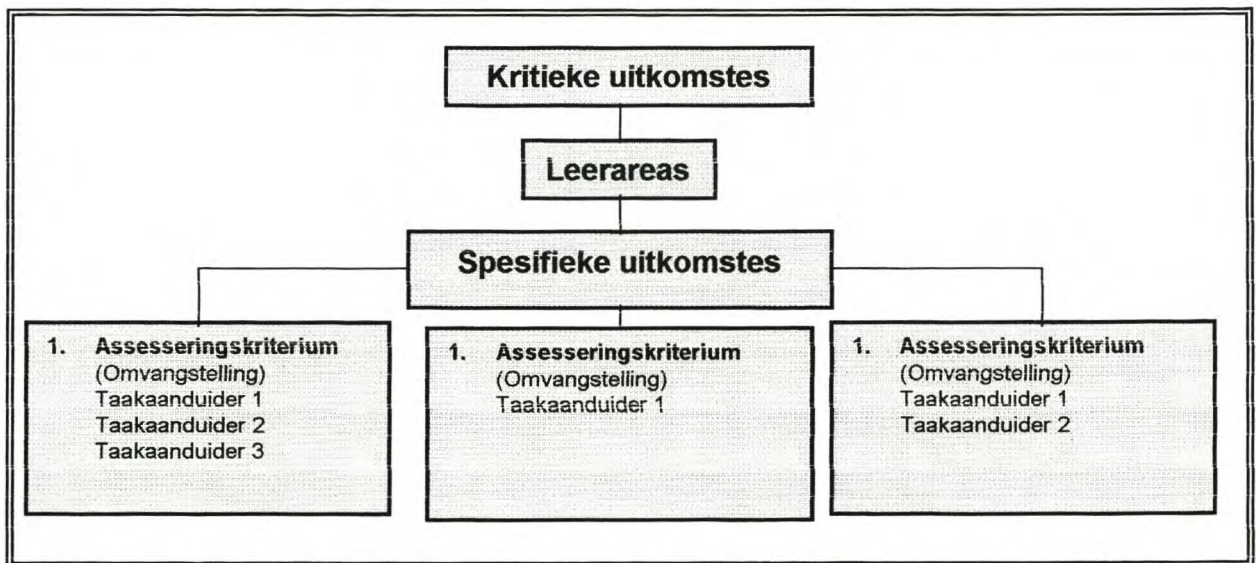 Kritieke uitkomstes
Leerareas
Spesifieke uitkomstes
1. Assesseringskriterium
(Omvangstelling)
Taakaanduider 1
Taakaanduider 2
Taakaanduider 3
1. Assesseringskriterium
(Omvangstelling)
Taakaanduider 1
1. Assesseringskriterium
(Omvangstelling)
Taakaanduider 1
Taakaanduider 2